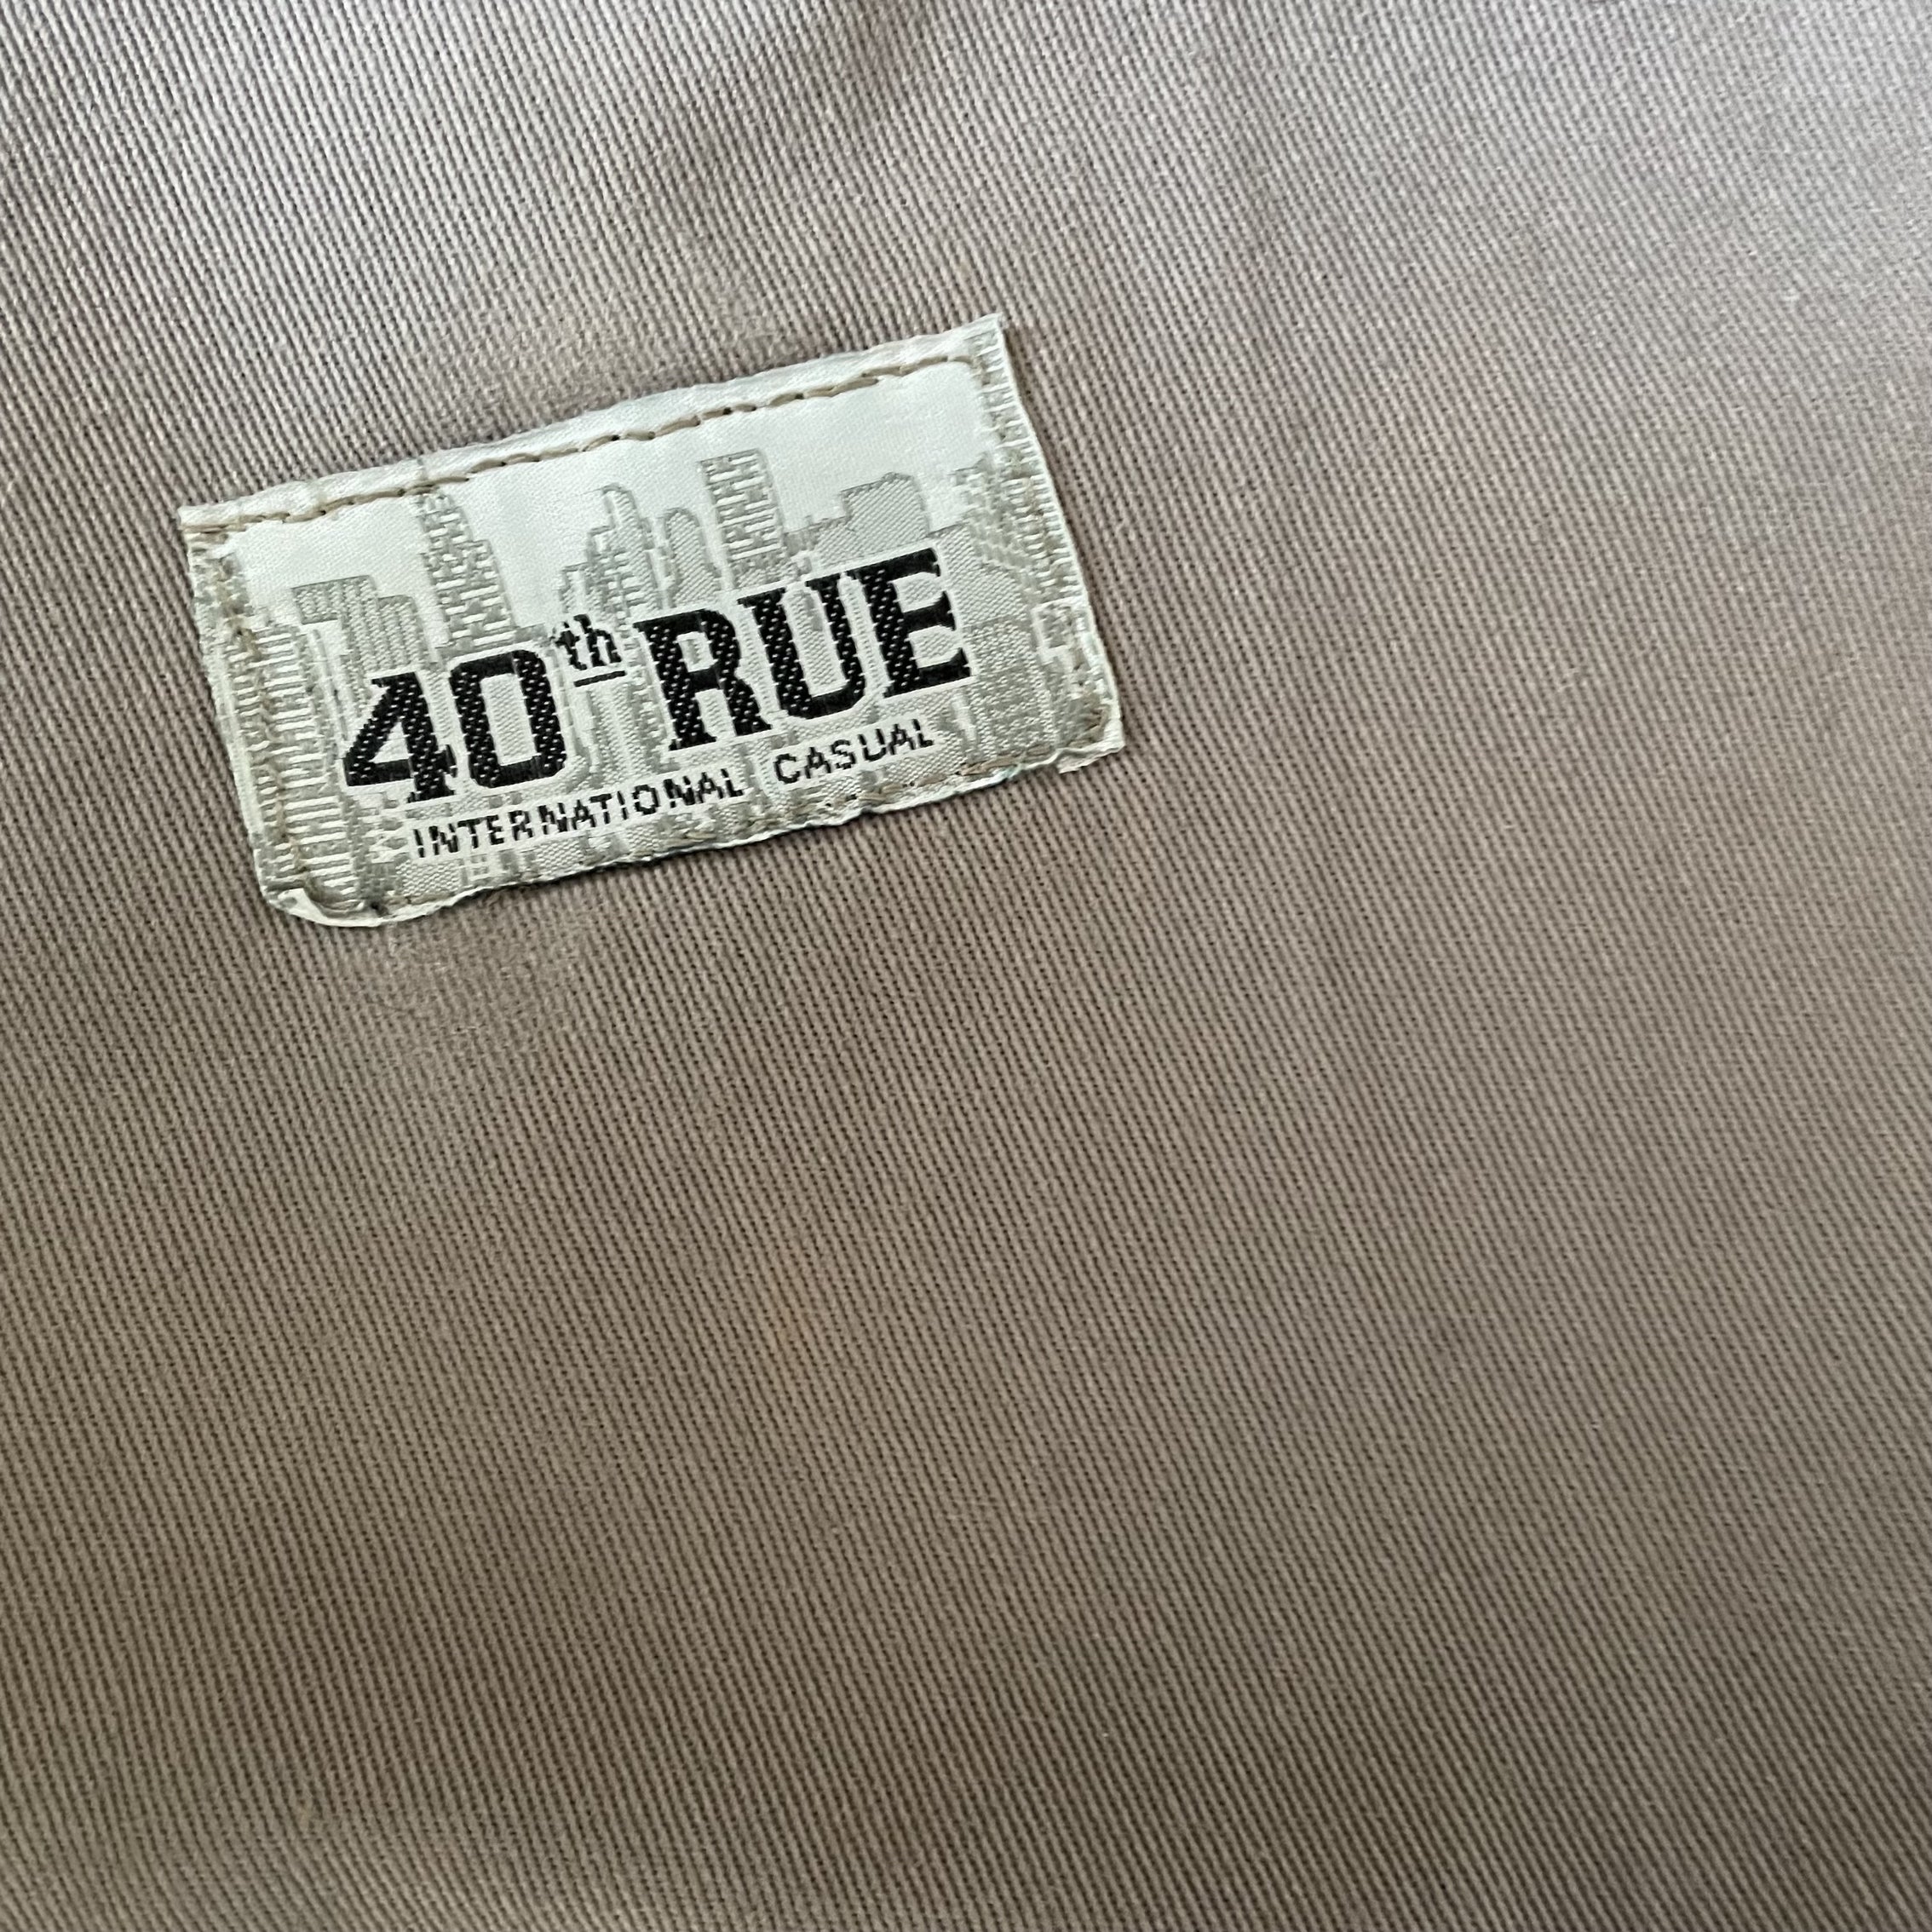 40th RUE
INTERNATIONAL CASUAL